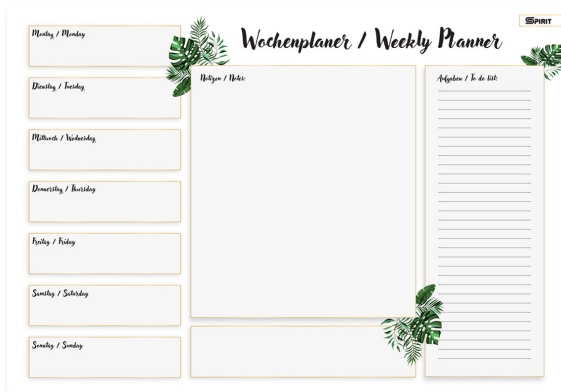 SPIRIT
Wochenplaner / Weekly Planner
Montag / Monday
Dienstag / Tuesday
Mittwoch / Wednesday
Donnerstag / Thursday
Freitag / Friday
Samstag / Saturday
Sonntag / Sunday
Notizen / Notes:
Aufgaben / To do list: